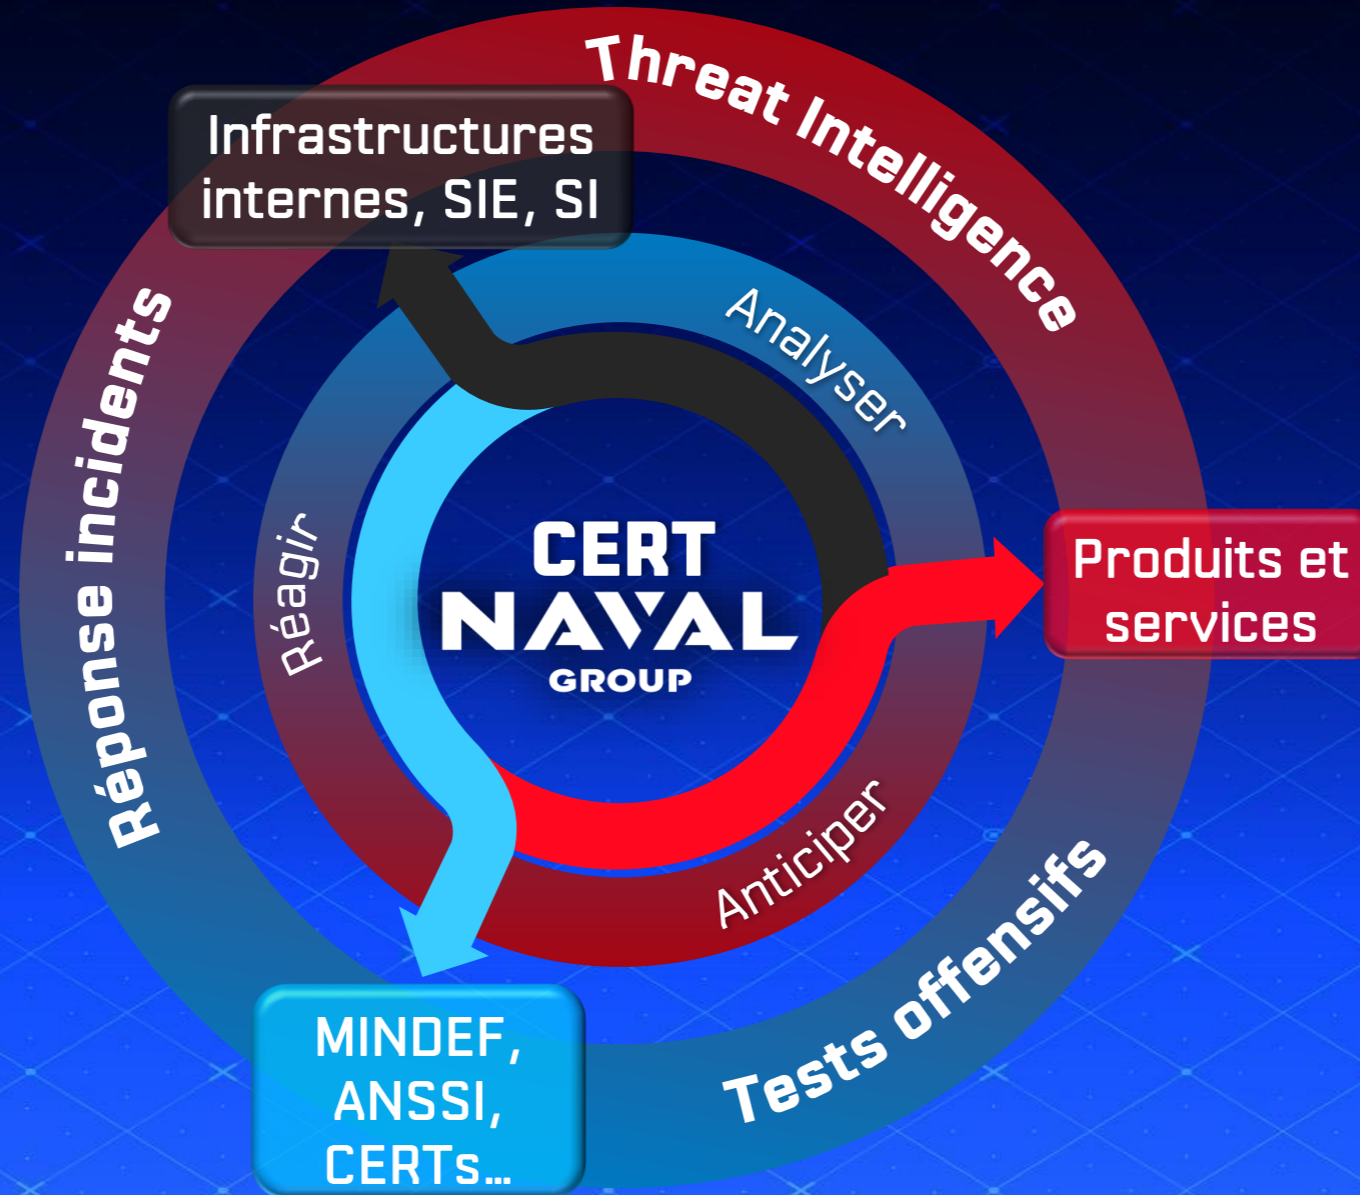 Threat Intelligence
Infrastructures
internes, SIE, SI
Analyser
Réponse incidents
Réagir
CERT
NAVAL
GROUP
Produits et
services
Anticiper
Tests offensifs
MINDEF,
ANSSI,
CERTs…